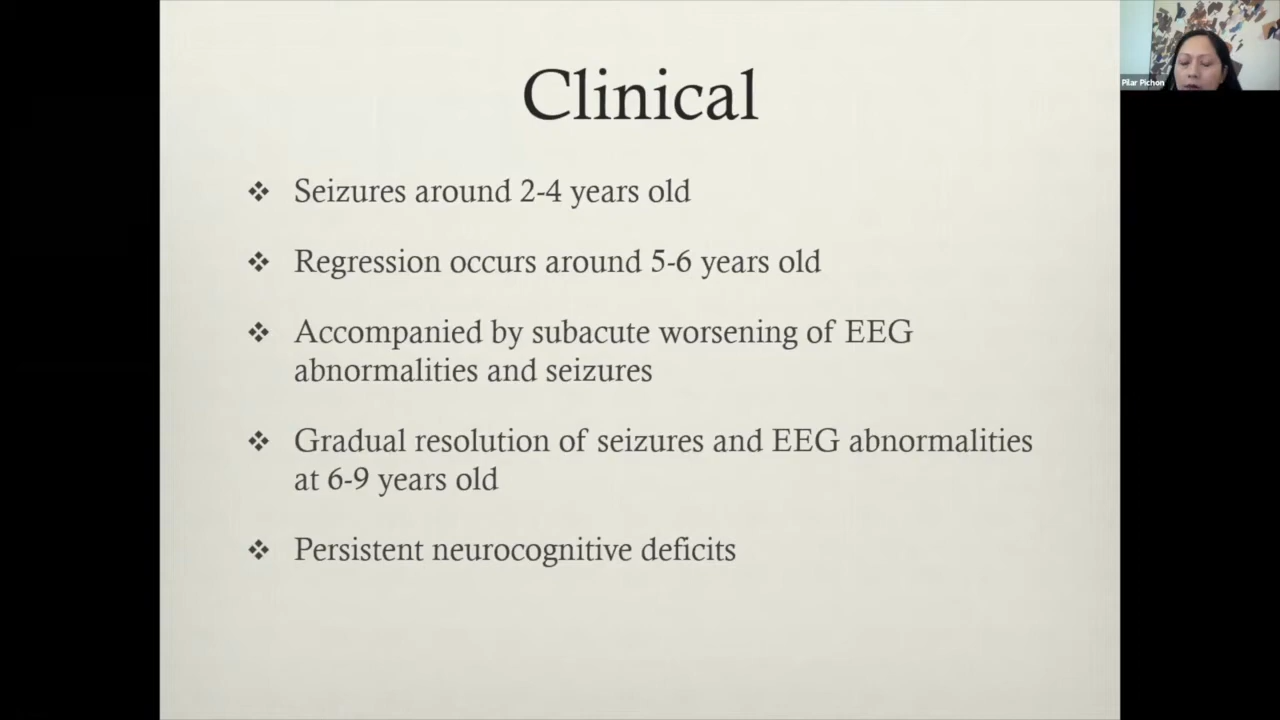 Clinical
❖ Seizures around 2-4 years old
❖ Regression occurs around 5-6 years old
❖ Accompanied by subacute worsening of EEG
abnormalities and seizures
❖ Gradual resolution of seizures and EEG abnormalities
at 6-9 years old
❖ Persistent neurocognitive deficits
Pilar Pichon